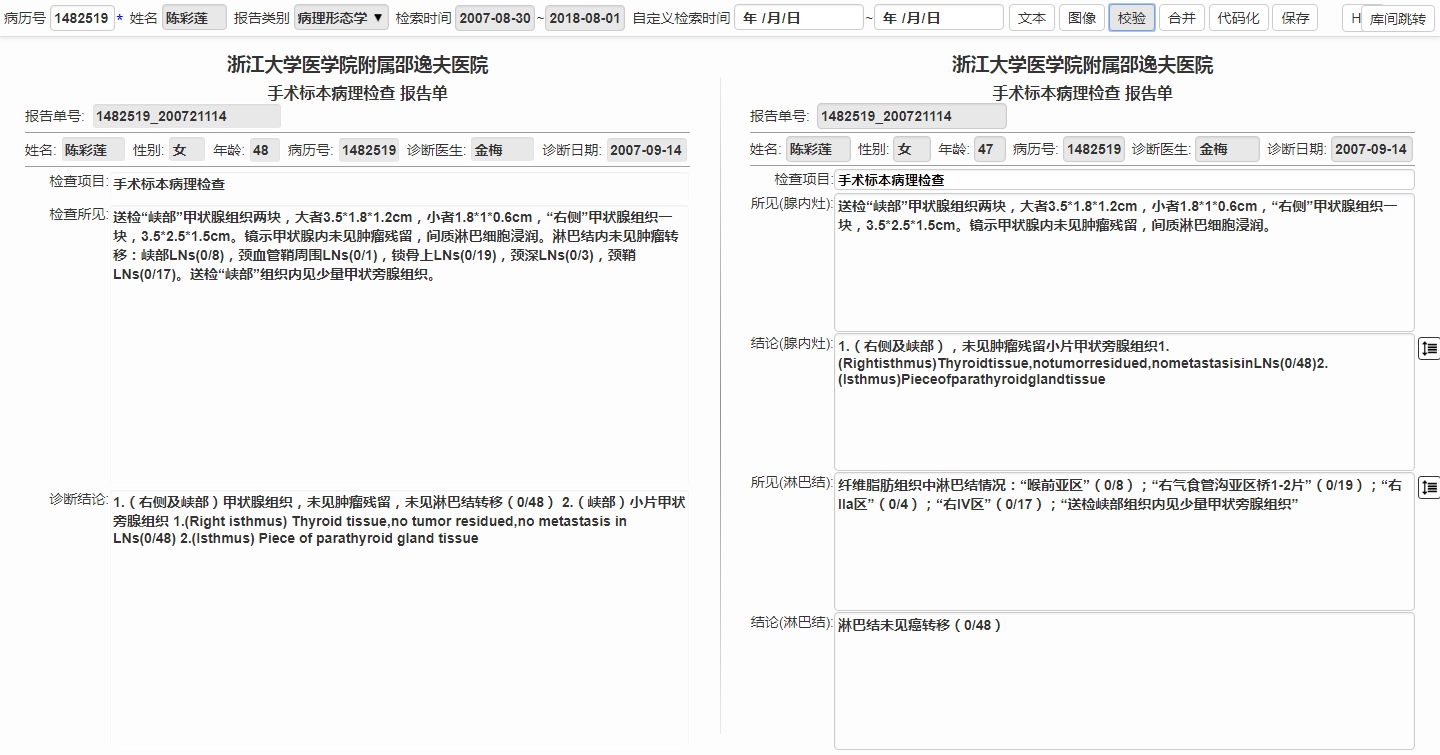 病历号 1482519 * 姓名 陈彩莲 报告类别 病理形态学 ▼ 检索时间 2007-08-30 ~ 2018-08-01 自定义检索时间 年 /月/日 ~ 年 /月/日 文本 图像 校验 合并 代码化 保存 H 库间跳转
浙江大学医学院附属邵逸夫医院
手术标本病理检查 报告单
报告单号: 1482519_200721114
姓名: 陈彩莲 性别: 女 年龄: 48 病历号: 1482519 诊断医生: 金梅 诊断日期: 2007-09-14
检查项目: 手术标本病理检查
检查所见: 送检“峡部”甲状腺组织两块，大者3.5*1.8*1.2cm，小者1.8*1*0.6cm，“右侧”甲状腺组织一
块，3.5*2.5*1.5cm。镜示甲状腺内未见肿瘤残留，间质淋巴细胞浸润。淋巴结内未见肿瘤转
移：峡部LNs(0/8)，颈血管鞘周围LNs(0/1)，锁骨上LNs(0/19)，颈深LNs(0/3)，颈鞘
LNs(0/17)。送检“峡部”组织内见少量甲状旁腺组织。
诊断结论: 1.（右侧及峡部）甲状腺组织，未见肿瘤残留，未见淋巴结转移（0/48） 2.（峡部）小片甲状
旁腺组织 1.(Right isthmus) Thyroid tissue,no tumor residued,no metastasis in
LNs(0/48) 2.(Isthmus) Piece of parathyroid gland tissue
浙江大学医学院附属邵逸夫医院
手术标本病理检查 报告单
报告单号: 1482519_200721114
姓名: 陈彩莲 性别: 女 年龄: 47 病历号: 1482519 诊断医生: 金梅 诊断日期: 2007-09-14
检查项目: 手术标本病理检查
所见(腺内灶): 送检“峡部”甲状腺组织两块，大者3.5*1.8*1.2cm，小者1.8*1*0.6cm，“右侧”甲状腺组织一
块，3.5*2.5*1.5cm。镜示甲状腺内未见肿瘤残留，间质淋巴细胞浸润。
结论(腺内灶): 1.（右侧及峡部），未见肿瘤残留小片甲状旁腺组织1.
(Rightisthmus)Thyroidtissue,notumorresidued,nometastasisinLNs(0/48)2.
(Isthmus)Pieceofparathyroidglandtissue
所见(淋巴结): 纤维脂肪组织中淋巴结情况：“喉前亚区”（0/8）；“右气食管沟亚区桥1-2片”（0/19）；“右
IIa区”（0/4）；“右IV区”（0/17）；“送检峡部组织内见少量甲状旁腺组织”
结论(淋巴结): 淋巴结未见癌转移（0/48）